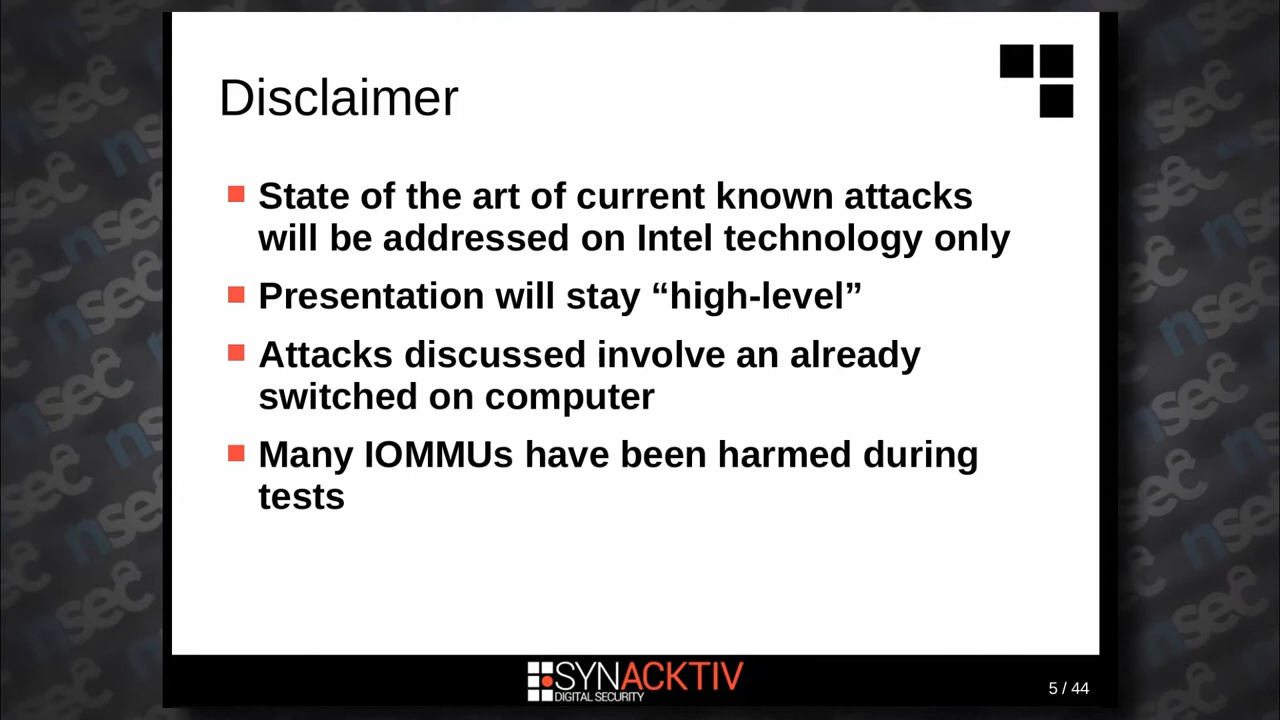 Disclaimer
State of the art of current known attacks
will be addressed on Intel technology only
Presentation will stay “high-level”
Attacks discussed involve an already
switched on computer
Many IOMMUs have been harmed during
tests
SYNACKTIV
DIGITAL SECURITY
5 / 44
nsec